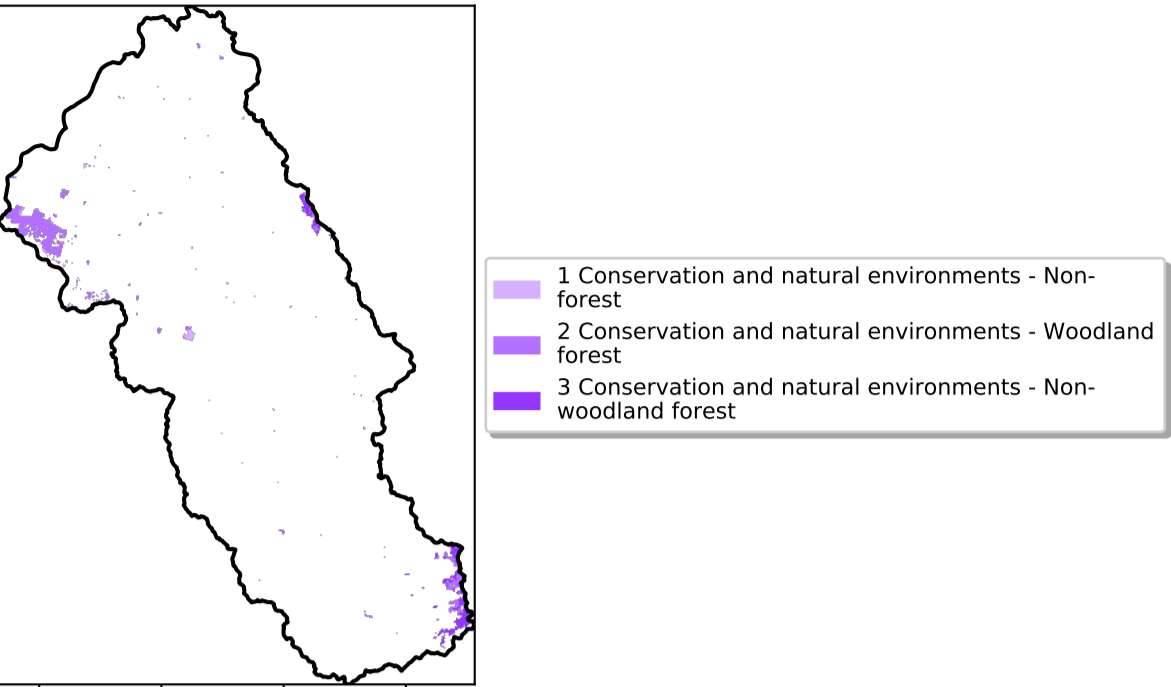 1 Conservation and natural environments - Non-
forest
2 Conservation and natural environments - Woodland
forest
3 Conservation and natural environments - Non-
woodland forest